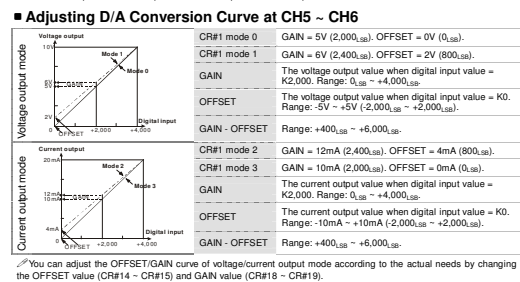 ■ Adjusting D/A Conversion Curve at CH5 ~ CH6
Voltage output mode
Voltage output
10V
Mode 1
Mode 0
6V
5V
GAIN
2V
Digital input
0
+2,000
+4,000
OFFSET
CR#1 mode 0
GAIN = 5V (2,000LSB). OFFSET = 0V (0LSB).
CR#1 mode 1
GAIN = 6V (2,400LSB). OFFSET = 2V (800LSB).
GAIN
The voltage output value when digital input value =
K2,000. Range: 0LSB ~ +4,000LSB.
OFFSET
The voltage output value when digital input value = K0.
Range: -5V ~ +5V (-2,000LSB ~ +2,000LSB).
GAIN - OFFSET
Range: +400LSB ~ +6,000LSB.
Current output mode
Current output
20mA
Mode 2
Mode 3
12mA
10mA
GAIN
4mA
Digital input
0
+2,000
+4,000
OFFSET
CR#1 mode 2
GAIN = 12mA (2,400LSB). OFFSET = 4mA (800LSB).
CR#1 mode 3
GAIN = 10mA (2,000LSB). OFFSET = 0mA (0LSB).
GAIN
The current output value when digital input value =
K2,000. Range: 0LSB ~ +4,000LSB.
OFFSET
The current output value when digital input value = K0.
Range: -10mA ~ +10mA (-2,000LSB ~ +2,000LSB).
GAIN - OFFSET
Range: +400LSB ~ +6,000LSB.
You can adjust the OFFSET/GAIN curve of voltage/current output mode according to the actual needs by changing
the OFFSET value (CR#14 ~ CR#15) and GAIN value (CR#18 ~ CR#19).